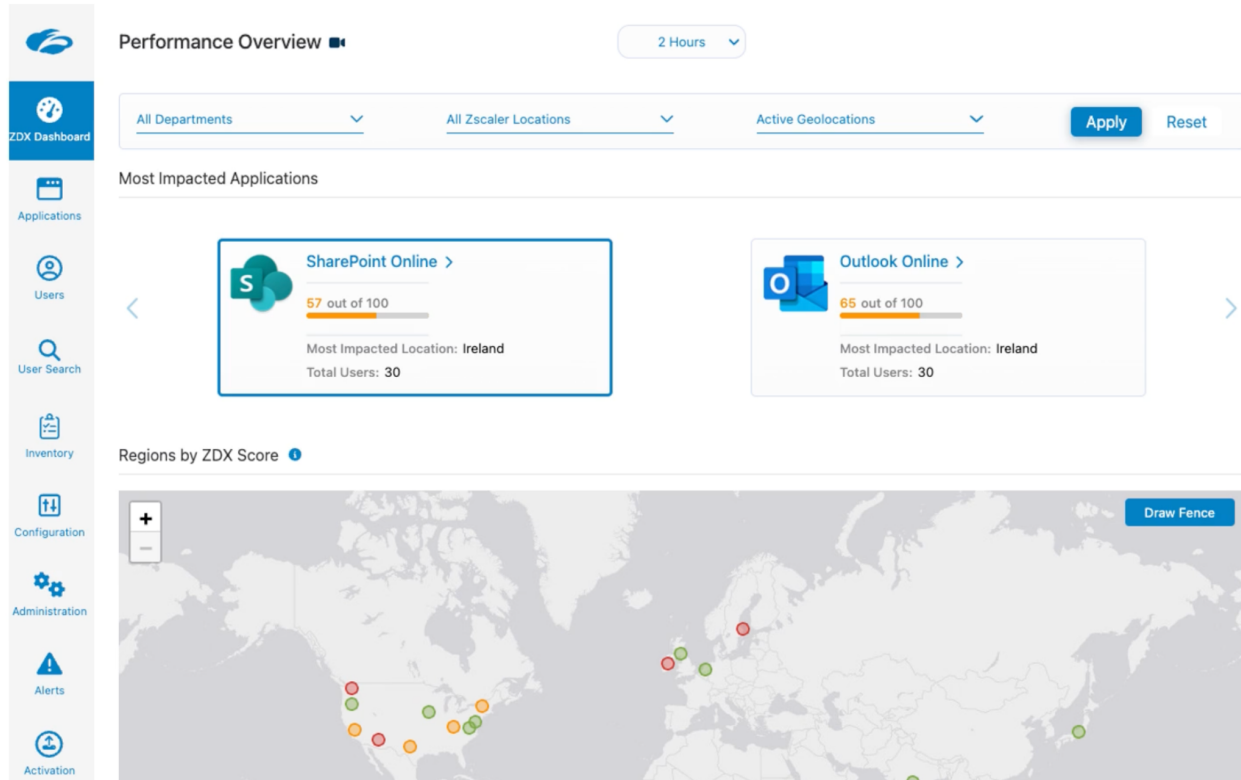 Performance Overview
2 Hours
ZDX Dashboard
All Departments
All Zscaler Locations
Active Geolocations
Apply
Reset
Most Impacted Applications
Applications
Users
User Search
Inventory
Configuration
Administration
Alerts
Activation
S
SharePoint Online >
57 out of 100
Most Impacted Location: Ireland
Total Users: 30
O
Outlook Online >
65 out of 100
Most Impacted Location: Ireland
Total Users: 30
Regions by ZDX Score
+
−
Draw Fence